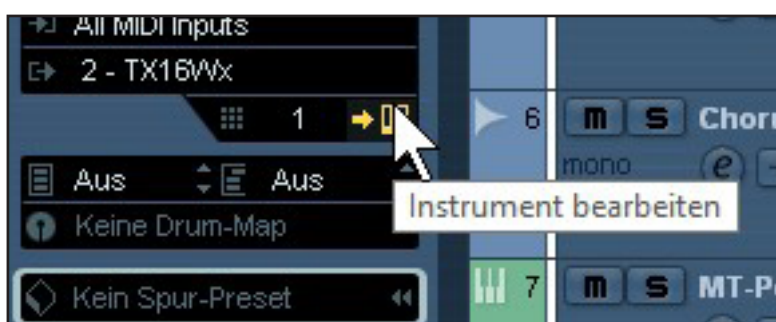 All MIDI Inputs
2 - TX16Wx
1
6 m S Chor
mono e
Aus Aus
Instrument bearbeiten
Keine Drum-Map
Kein Spur-Preset
7 m S MT-P